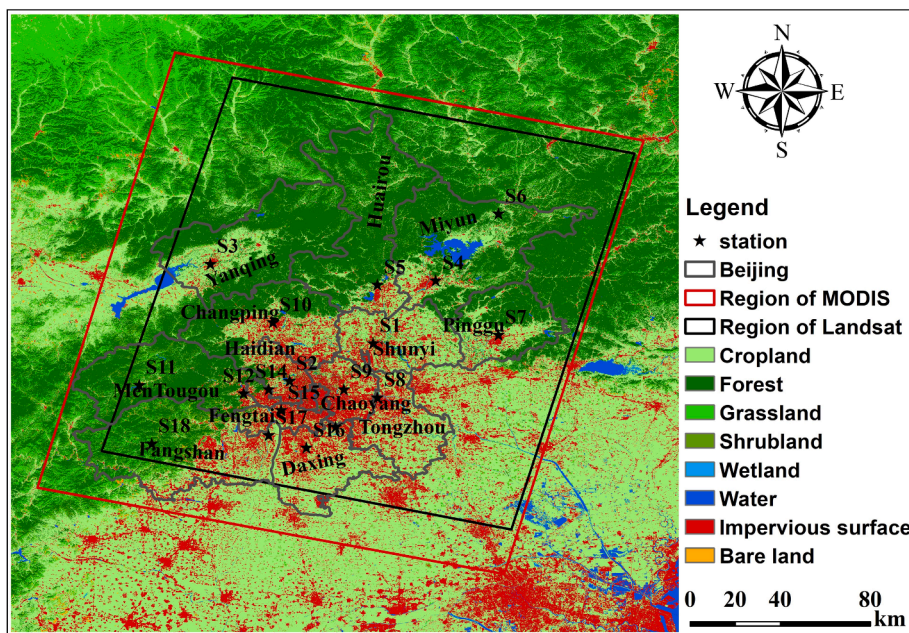 N
W
E
S
Huairou
S6
Miyun
S3
Yanqing
S5
S4
Changping
S10
S1
Pinggu
S7
Haidian
Shunyi
S11
S14
S2
S12
S15
S9
S8
MenTougou
Chaoyang
Fengtai
S17
S18
S16
Tongzhou
Fangshan
Daxing
Legend
station
Beijing
Region of MODIS
Region of Landsat
Cropland
Forest
Grassland
Shrubland
Wetland
Water
Impervious surface
Bare land
0 20 40 80
km